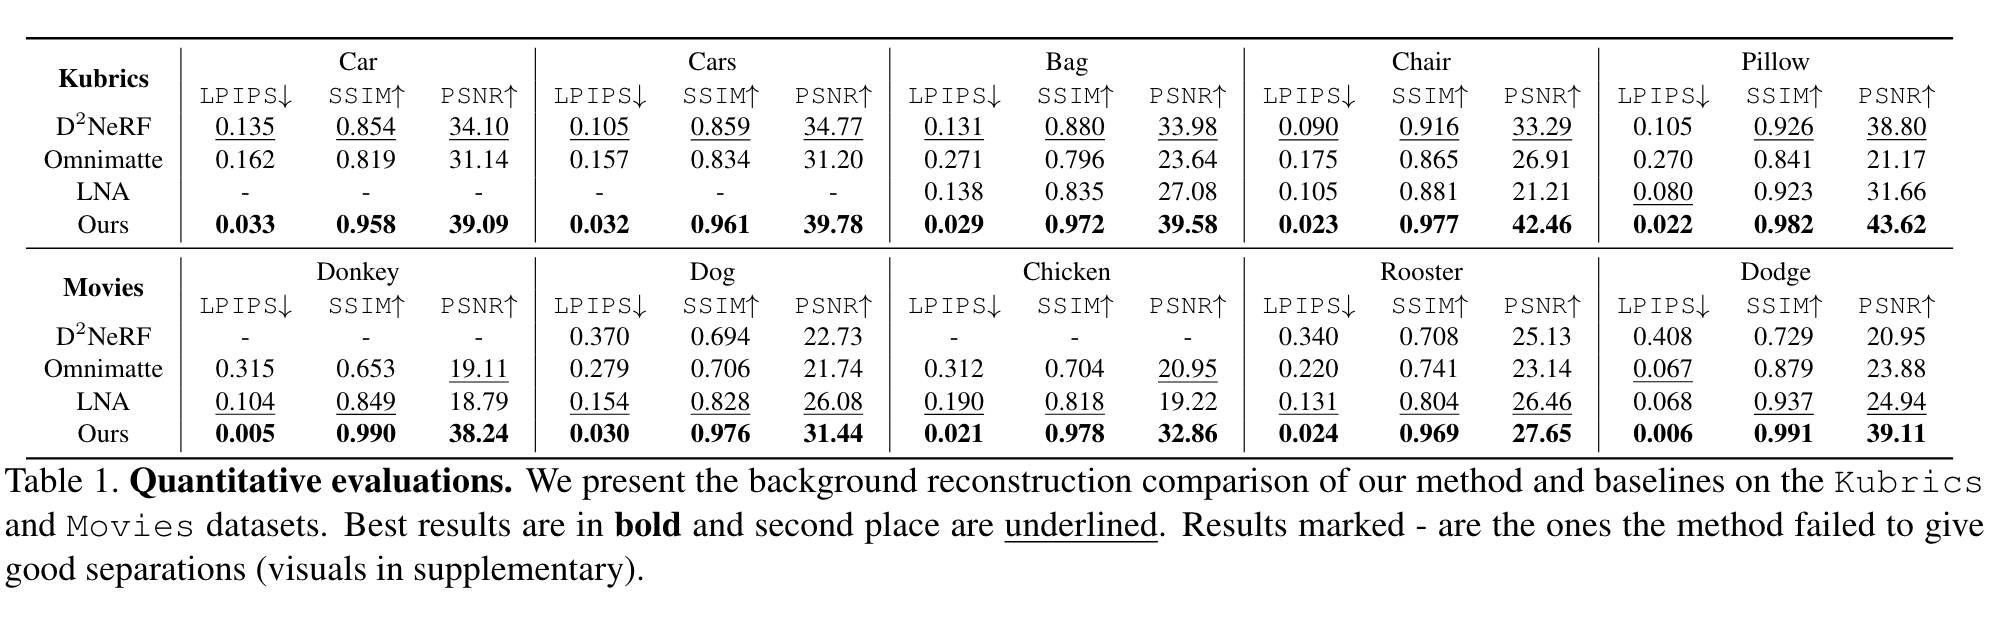 Kubrics Car Cars Bag Chair Pillow
LPIPS↓ SSIM↑ PSNR↑ LPIPS↓ SSIM↑ PSNR↑ LPIPS↓ SSIM↑ PSNR↑ LPIPS↓ SSIM↑ PSNR↑ LPIPS↓ SSIM↑ PSNR↑
D²NeRF 0.135 0.854 34.10 0.105 0.859 34.77 0.131 0.880 33.98 0.090 0.916 33.29 0.105 0.926 38.80
Omnimatte 0.162 0.819 31.14 0.157 0.834 31.20 0.271 0.796 23.64 0.175 0.865 26.91 0.270 0.841 21.17
LNA - - - - - - 0.138 0.835 27.08 0.105 0.881 21.21 0.080 0.923 31.66
Ours 0.033 0.958 39.09 0.032 0.961 39.78 0.029 0.972 39.58 0.023 0.977 42.46 0.022 0.982 43.62
Movies Donkey Dog Chicken Rooster Dodge
LPIPS↓ SSIM↑ PSNR↑ LPIPS↓ SSIM↑ PSNR↑ LPIPS↓ SSIM↑ PSNR↑ LPIPS↓ SSIM↑ PSNR↑ LPIPS↓ SSIM↑ PSNR↑
D²NeRF - - - 0.370 0.694 22.73 - - - 0.340 0.708 25.13 0.408 0.729 20.95
Omnimatte 0.315 0.653 19.11 0.279 0.706 21.74 0.312 0.704 20.95 0.220 0.741 23.14 0.067 0.879 23.88
LNA 0.104 0.849 18.79 0.154 0.828 26.08 0.190 0.818 19.22 0.131 0.804 26.46 0.068 0.937 24.94
Ours 0.005 0.990 38.24 0.030 0.976 31.44 0.021 0.978 32.86 0.024 0.969 27.65 0.006 0.991 39.11
Table 1. Quantitative evaluations. We present the background reconstruction comparison of our method and baselines on the Kubrics
and Movies datasets. Best results are in bold and second place are underlined. Results marked - are the ones the method failed to give
good separations (visuals in supplementary).